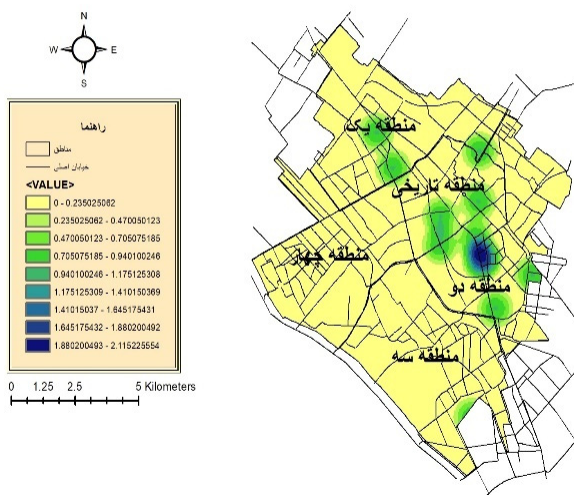 N
W E
S
راهنما
مناطق
خیابان اصلی
<VALUE>
0 - 0.235025062
0.235025062 - 0.470050123
0.470050123 - 0.705075185
0.705075185 - 0.940100246
0.940100246 - 1.175125308
1.175125309 - 1.410150369
1.41015037 - 1.645175431
1.645175432 - 1.880200492
1.880200493 - 2.115225554
0 1.25 2.5 5 Kilometers
منطقه یک
منطقه تاریخی
منطقه چهار
منطقه دو
منطقه سه